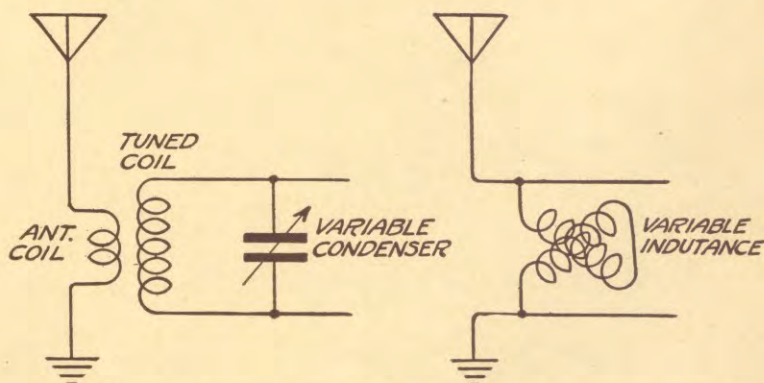 TUNED
COIL
ANT.
COIL
VARIABLE
CONDENSER
VARIABLE
INDUTANCE